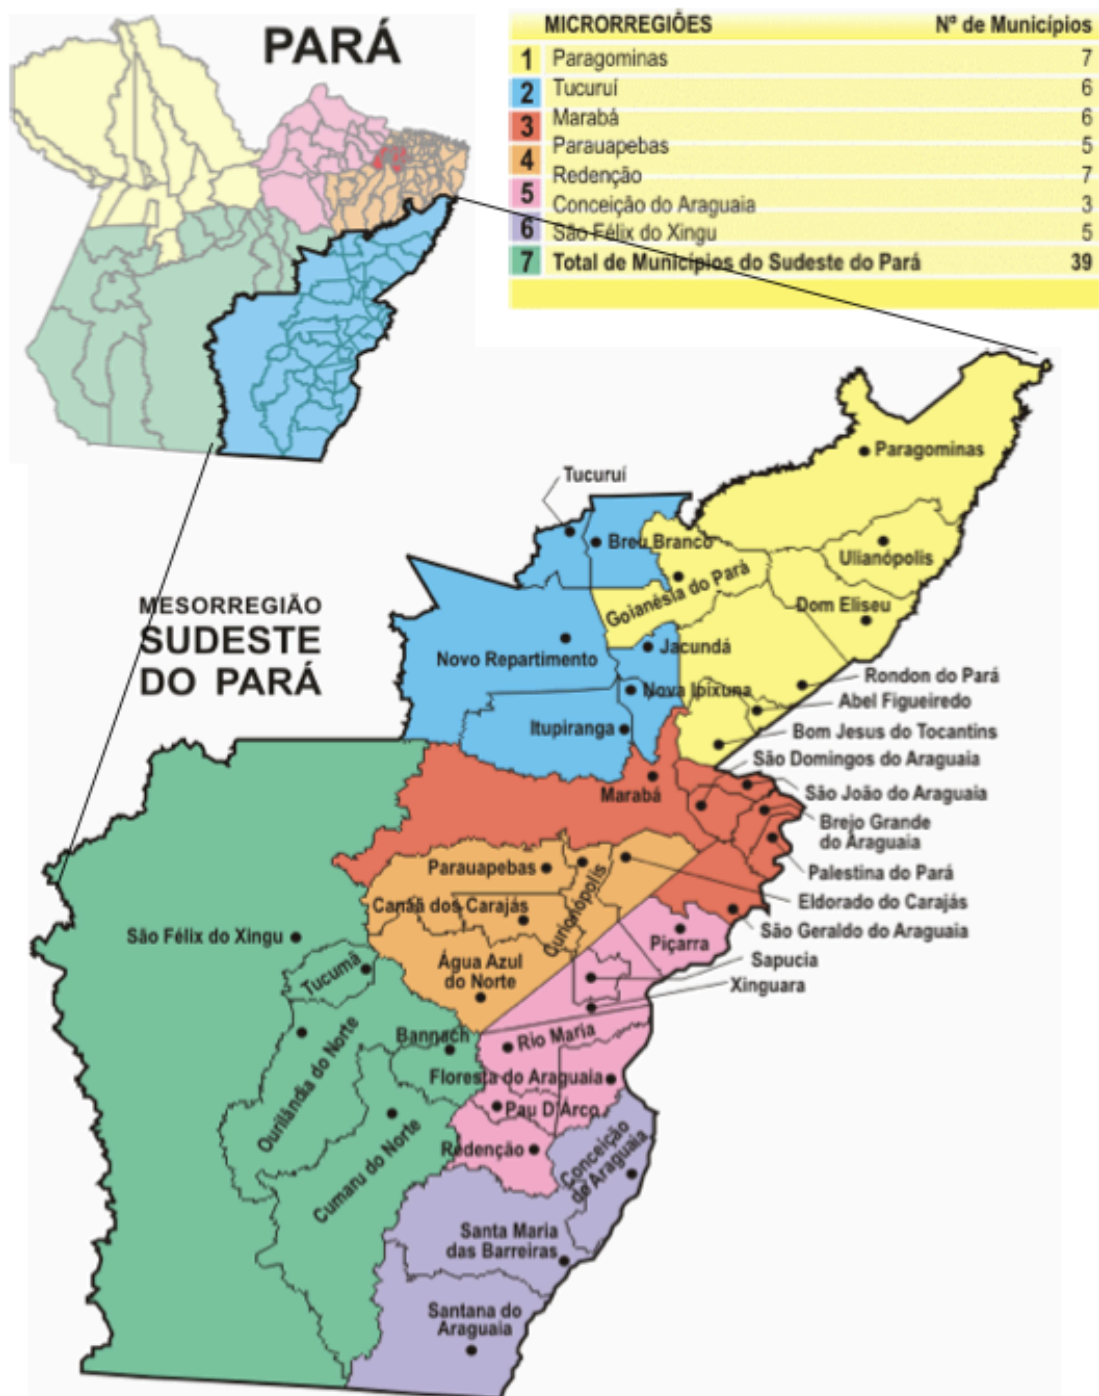 PARÁ
MICRORREGIÕES Nº de Municípios
1 Paragominas 7
2 Tucuruí 6
3 Marabá 6
4 Parauapebas 5
5 Redenção 7
6 Conceição do Araguaia 3
7 São Félix do Xingu 5
Total de Municípios do Sudeste do Pará 39
MESORREGIÃO
SUDESTE
DO PARÁ
Paragominas
Tucuruí
Breu Branco
Ulianópolis
Goianésia do Pará
Dom Eliseu
Jacundá
Novo Repartimento
Rondon do Pará
Nova Ipixuna
Abel Figueiredo
Itupiranga
Bom Jesus do Tocantins
São Domingos do Araguaia
Marabá
São João do Araguaia
Brejo Grande
do Araguaia
Parauapebas
Palestina do Pará
Canaã dos Carajás
Curionópolis
Eldorado do Carajás
São Geraldo do Araguaia
São Félix do Xingu
Piçarra
Tucumã
Água Azul
do Norte
Sapucia
Xinguara
Bannach
Rio Maria
Ourilândia do Norte
Floresta do Araguaia
Pau D'Arco
Cumaru do Norte
Redenção
Conceição
do Araguaia
Santa Maria
das Barreiras
Santana do
Araguaia